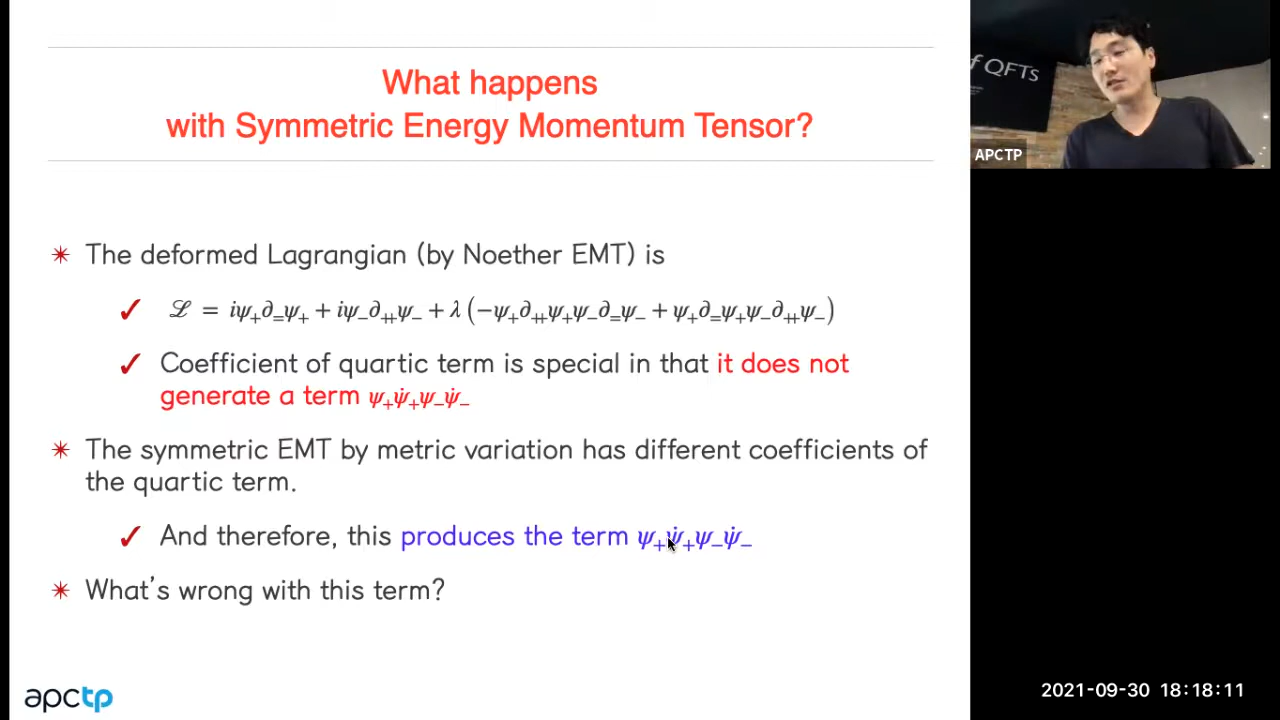 What happens
with Symmetric Energy Momentum Tensor?
✴ The deformed Lagrangian (by Noether EMT) is
✓ ℒ = iψ₊∂₌ψ₊ + iψ₋∂⧺ψ₋ + λ (−ψ₊∂⧺ψ₊ψ₋∂₌ψ₋ + ψ₊∂₌ψ₊ψ₋∂⧺ψ₋)
✓ Coefficient of quartic term is special in that it does not
generate a term ψ₊ψ̇₊ψ₋ψ̇₋
✴ The symmetric EMT by metric variation has different coefficients of
the quartic term.
✓ And therefore, this produces the term ψ₊ψ̇₊ψ₋ψ̇₋
✴ What's wrong with this term?
apctp
f QFTs
APCTP
2021-09-30 18:18:11